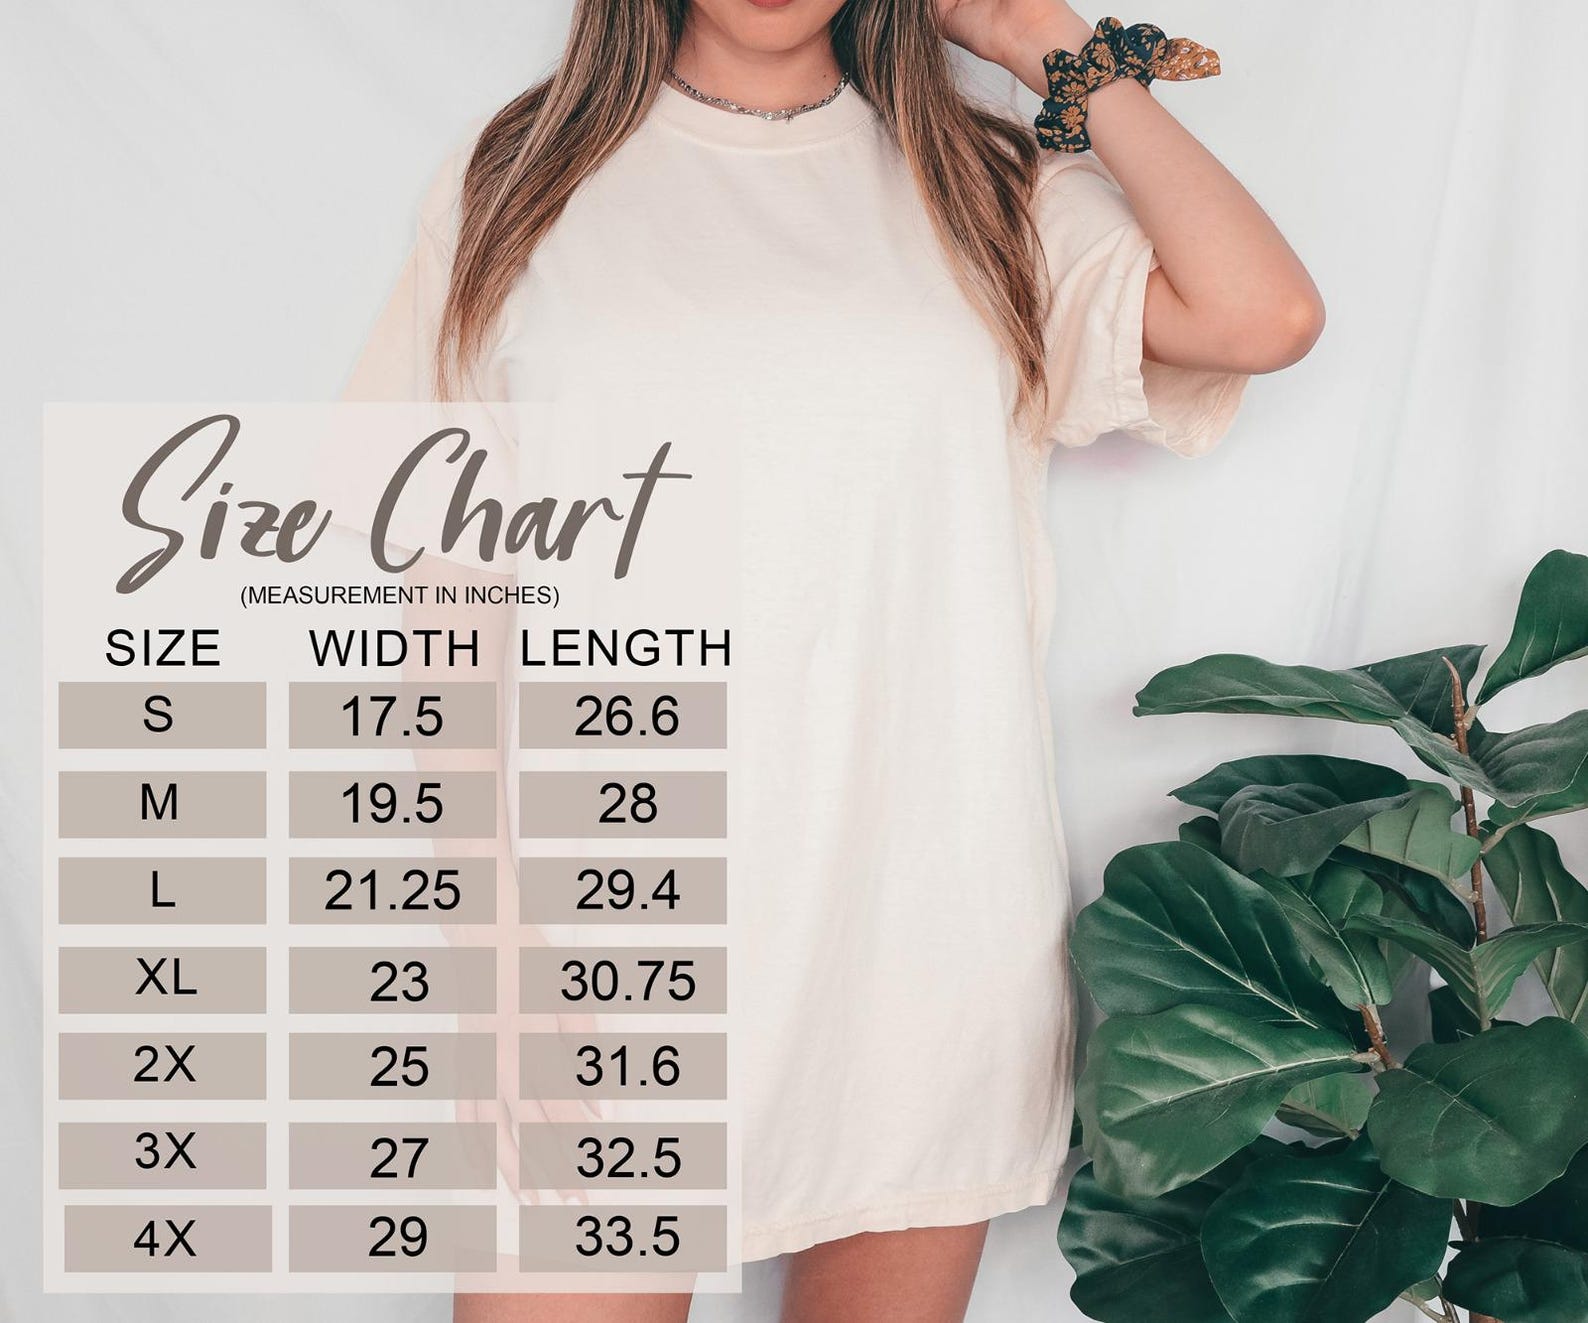 Size Chart
(MEASUREMENT IN INCHES)
SIZE WIDTH LENGTH
S 17.5 26.6
M 19.5 28
L 21.25 29.4
XL 23 30.75
2X 25 31.6
3X 27 32.5
4X 29 33.5